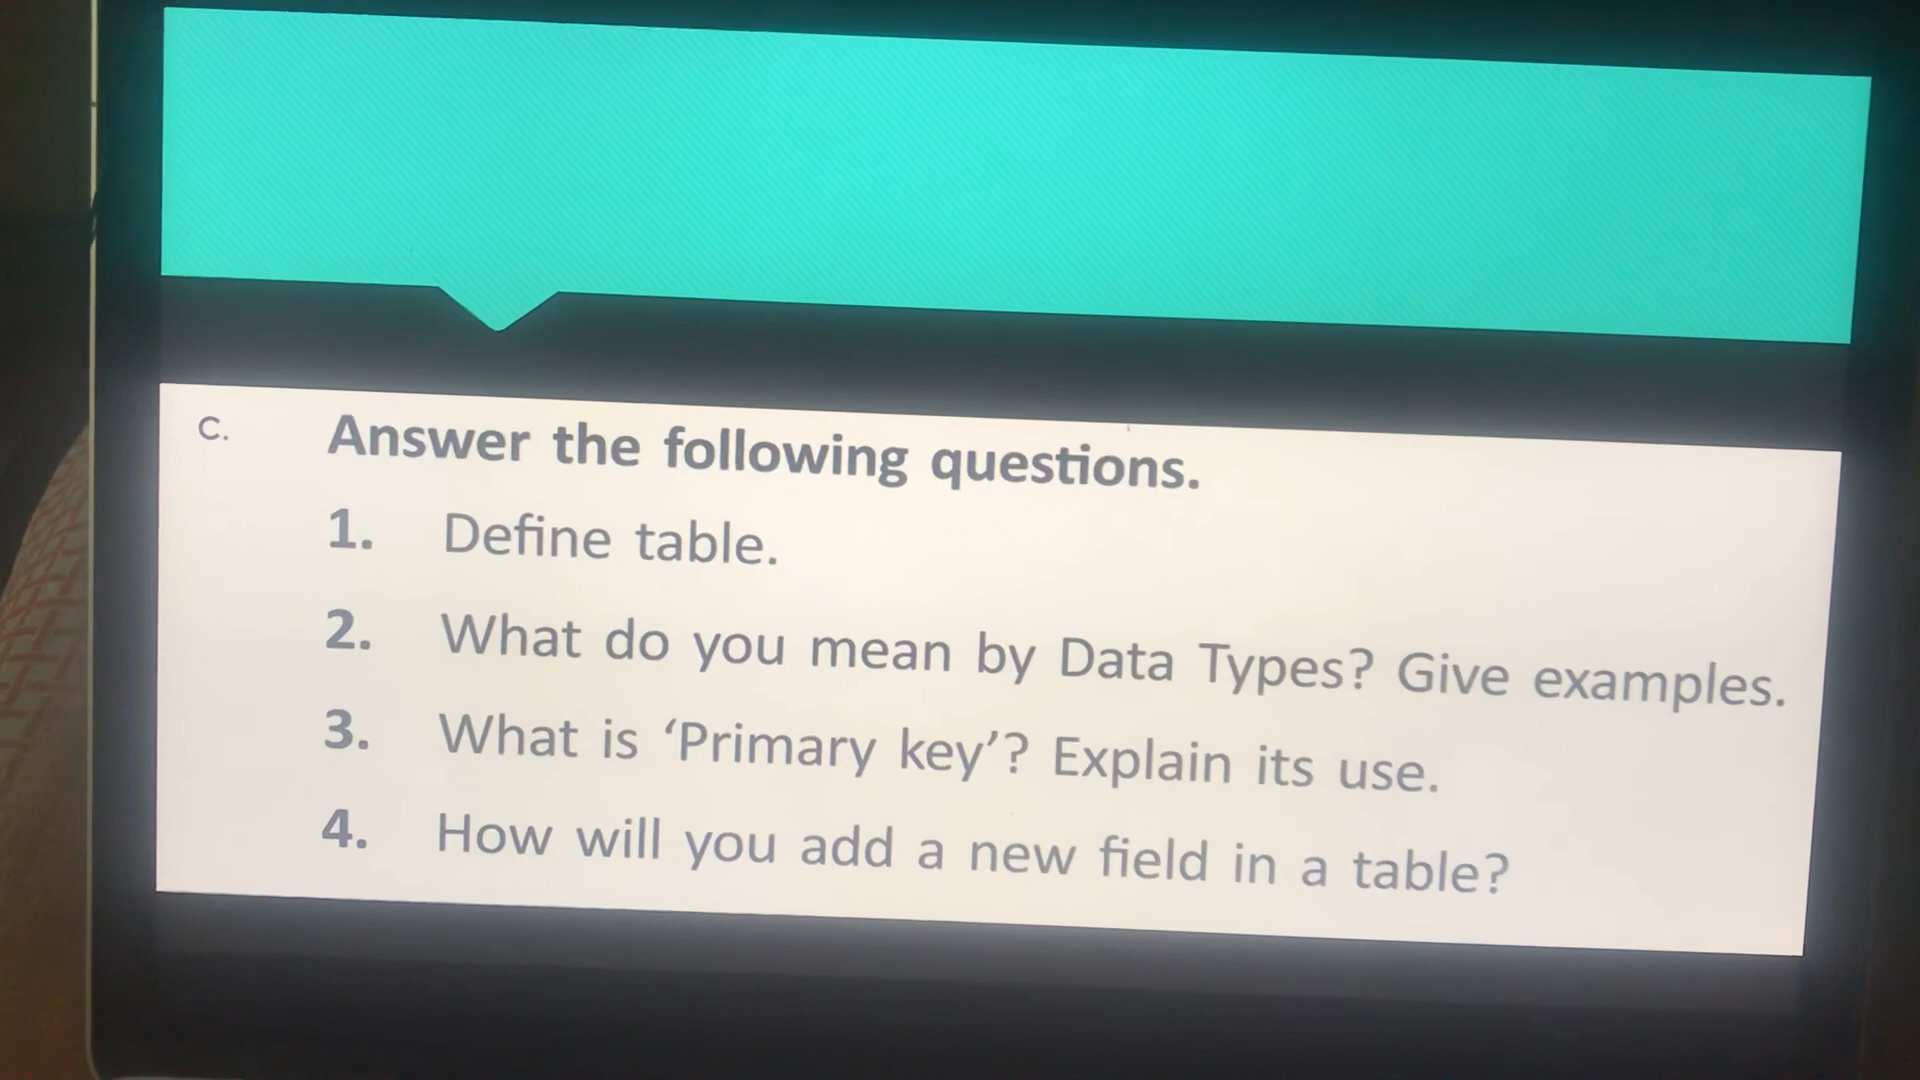 C. Answer the following questions.
1. Define table.
2. What do you mean by Data Types? Give examples.
3. What is ‘Primary key’? Explain its use.
4. How will you add a new field in a table?